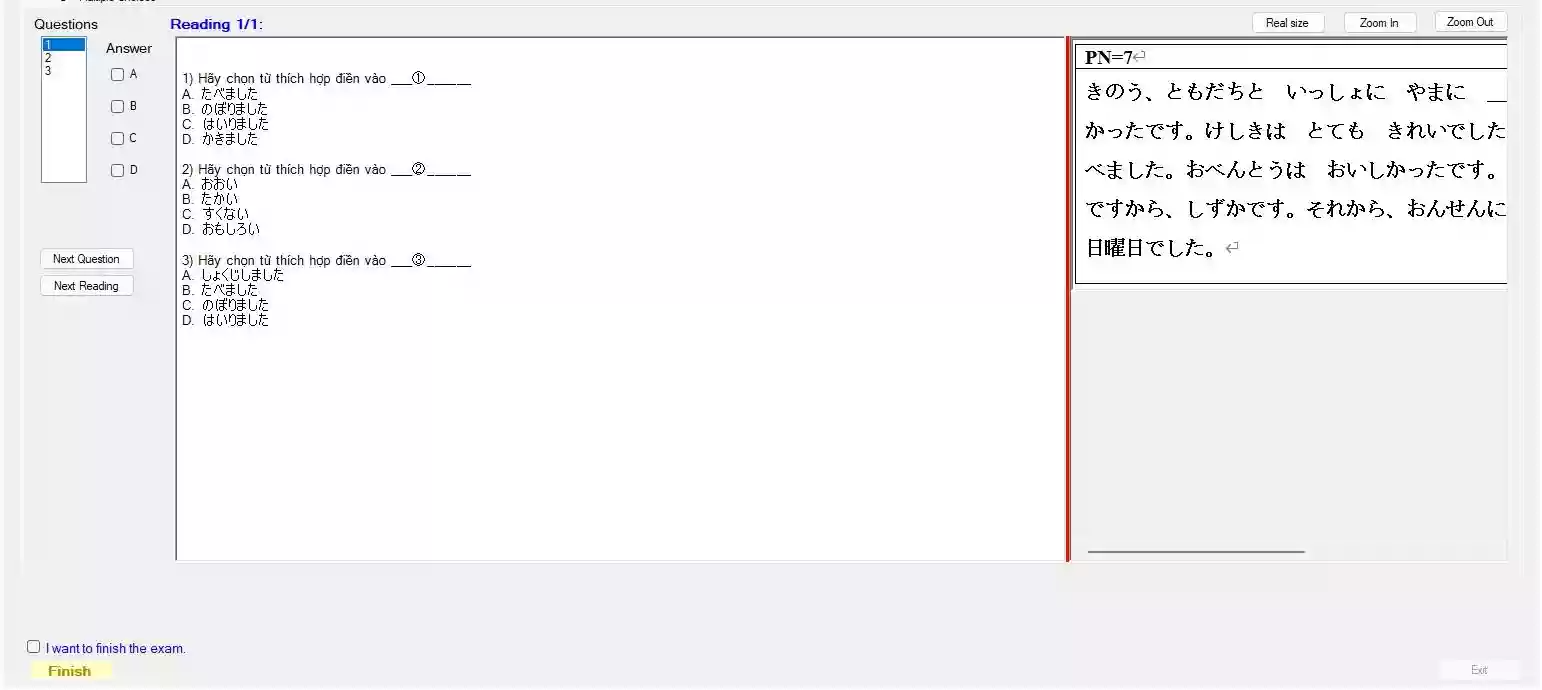 Questions
Reading 1/1:
Real size
Zoom In
Zoom Out
1
2
3
Answer
A
B
C
D
Next Question
Next Reading
1) Hãy chọn từ thích hợp điền vào ___①______
A. たべました
B. のぼりました
C. はいりました
D. かきました
2) Hãy chọn từ thích hợp điền vào ___②______
A. おおい
B. たかい
C. すくない
D. おもしろい
3) Hãy chọn từ thích hợp điền vào ___③______
A. しょくじしました
B. たべました
C. のぼりました
D. はいりました
PN=7↵
きのう、ともだちと　いっしょに　やまに　__
かったです。けしきは　とても　きれいでした
べました。おべんとうは　おいしかったです。
ですから、しずかです。それから、おんせんに
日曜日でした。↵
I want to finish the exam.
Finish
Exit